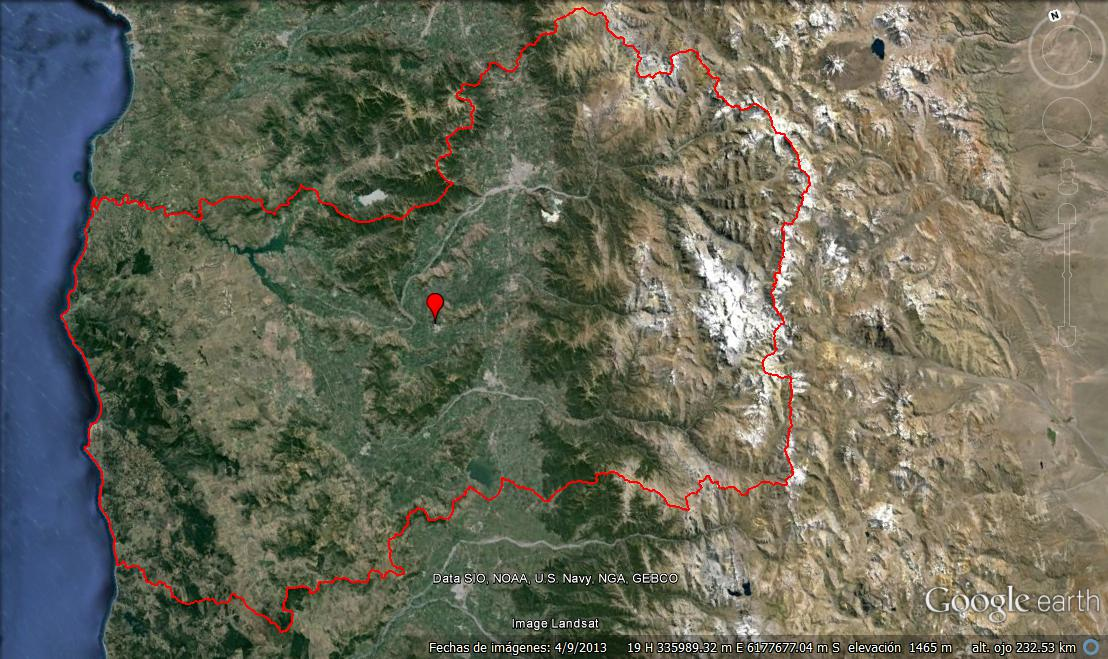 N
Data SIO, NOAA, U.S. Navy, NGA, GEBCO
Google earth
Image Landsat
Fechas de imágenes: 4/9/2013 19 H 335989.32 m E 6177677.04 m S elevación 1465 m alt. ojo 232.53 km